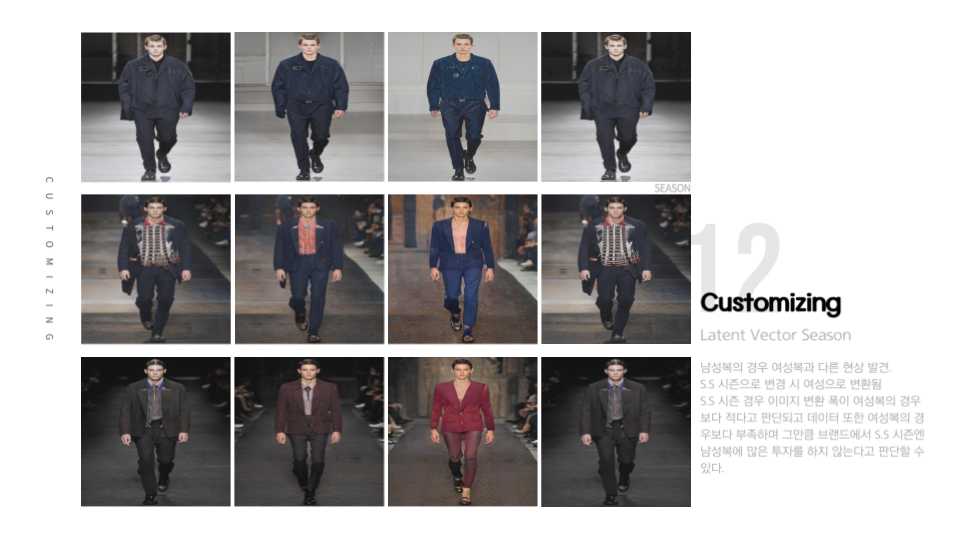 CUSTOMIZING
SEASON
12
Customizing
Latent Vector Season
남성복의 경우 여성복과 다른 현상 발견.
S.S 시즌으로 변경 시 여성으로 변환됨
S.S 시즌 경우 이미지 변환 폭이 여성복의 경우
보다 적다고 판단되고 데이터 또한 여성복의 경
우보다 부족하며 그만큼 브랜드에서 S.S 시즌엔
남성복에 많은 투자를 하지 않는다고 판단할 수
있다.